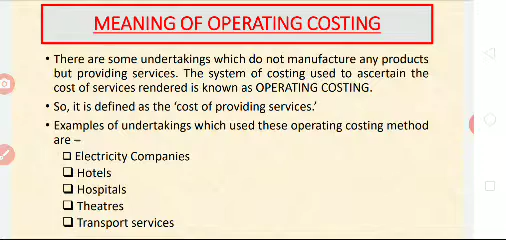 MEANING OF OPERATING COSTING
• There are some undertakings which do not manufacture any products
but providing services. The system of costing used to ascertain the
cost of services rendered is known as OPERATING COSTING.
• So, it is defined as the ‘cost of providing services.’
• Examples of undertakings which used these operating costing method
are –
❑ Electricity Companies
❑ Hotels
❑ Hospitals
❑ Theatres
❑ Transport services